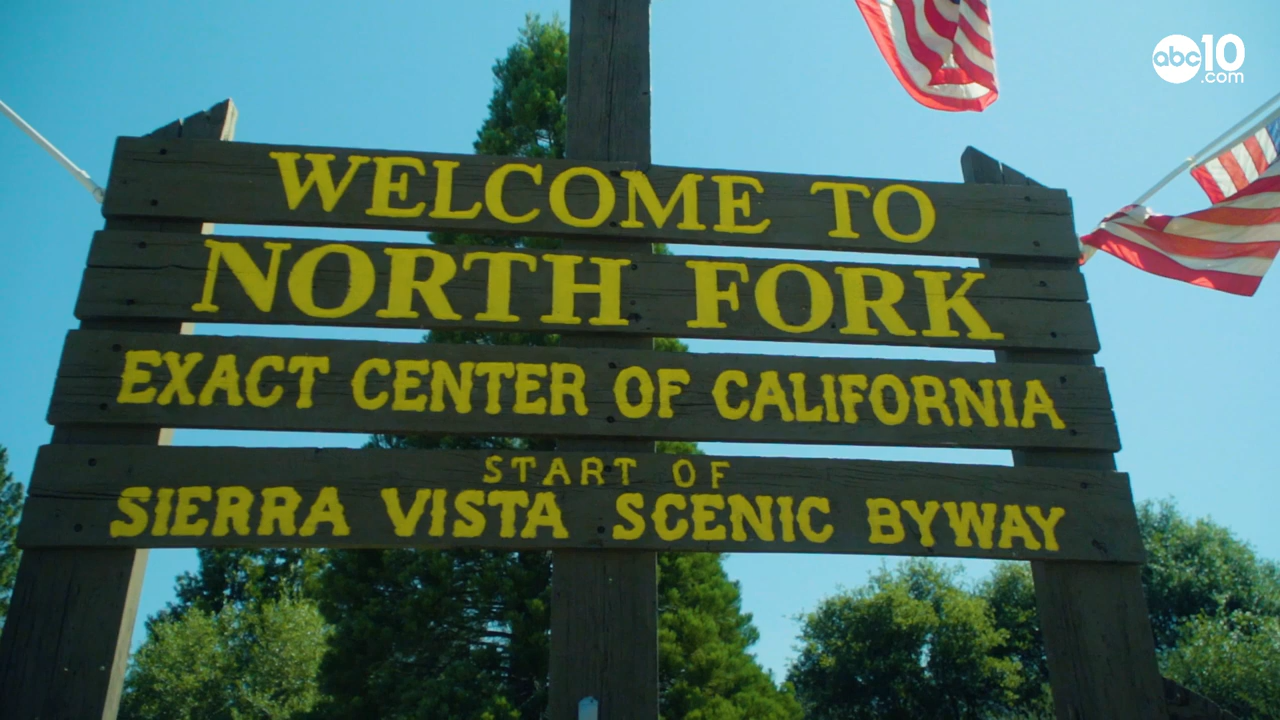 abc10
.com
WELCOME TO
NORTH FORK
EXACT CENTER OF CALIFORNIA
START OF
SIERRA VISTA SCENIC BYWAY